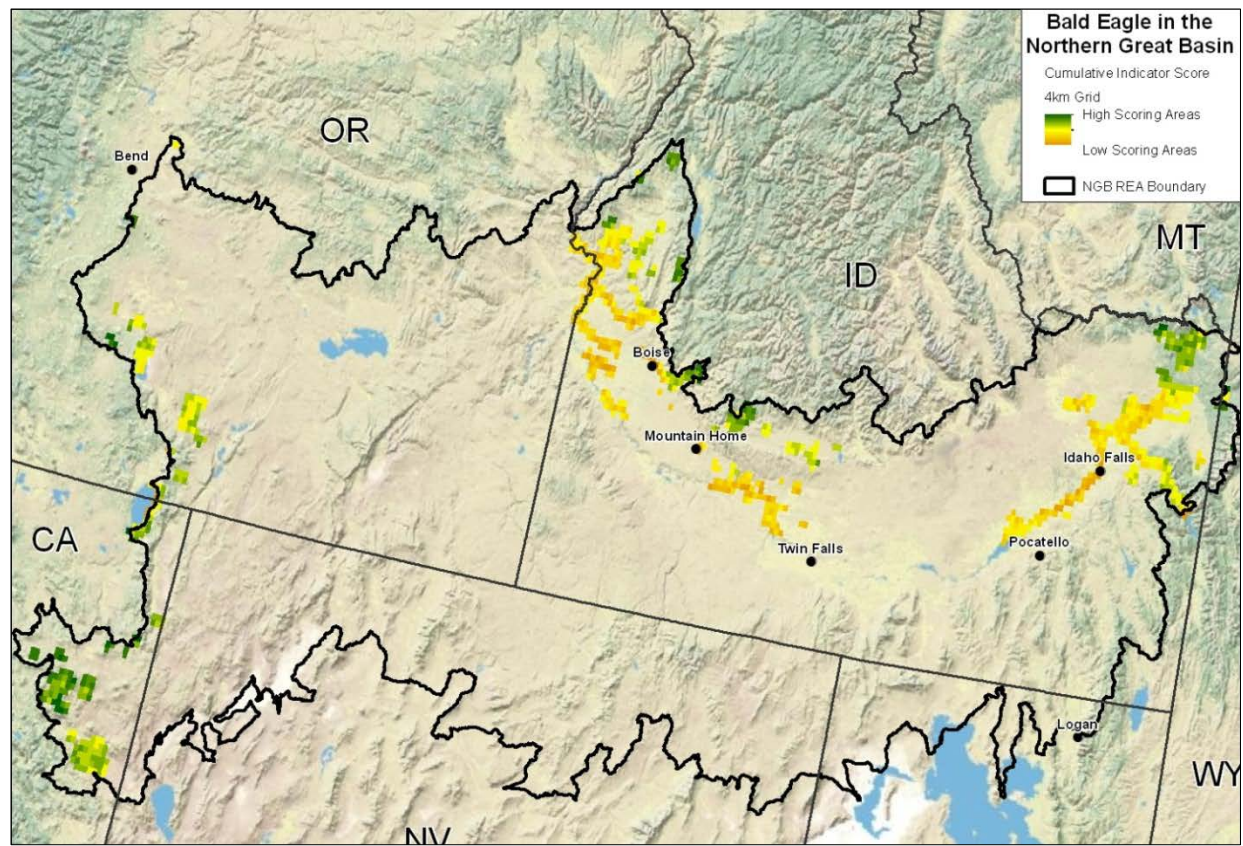 Bald Eagle in the
Northern Great Basin
Cumulative Indicator Score
4km Grid
High Scoring Areas
Low Scoring Areas
NGB REA Boundary
OR
Bend
MT
ID
Boise
Mountain Home
Idaho Falls
CA
Twin Falls
Pocatello
Logan
WY
NV